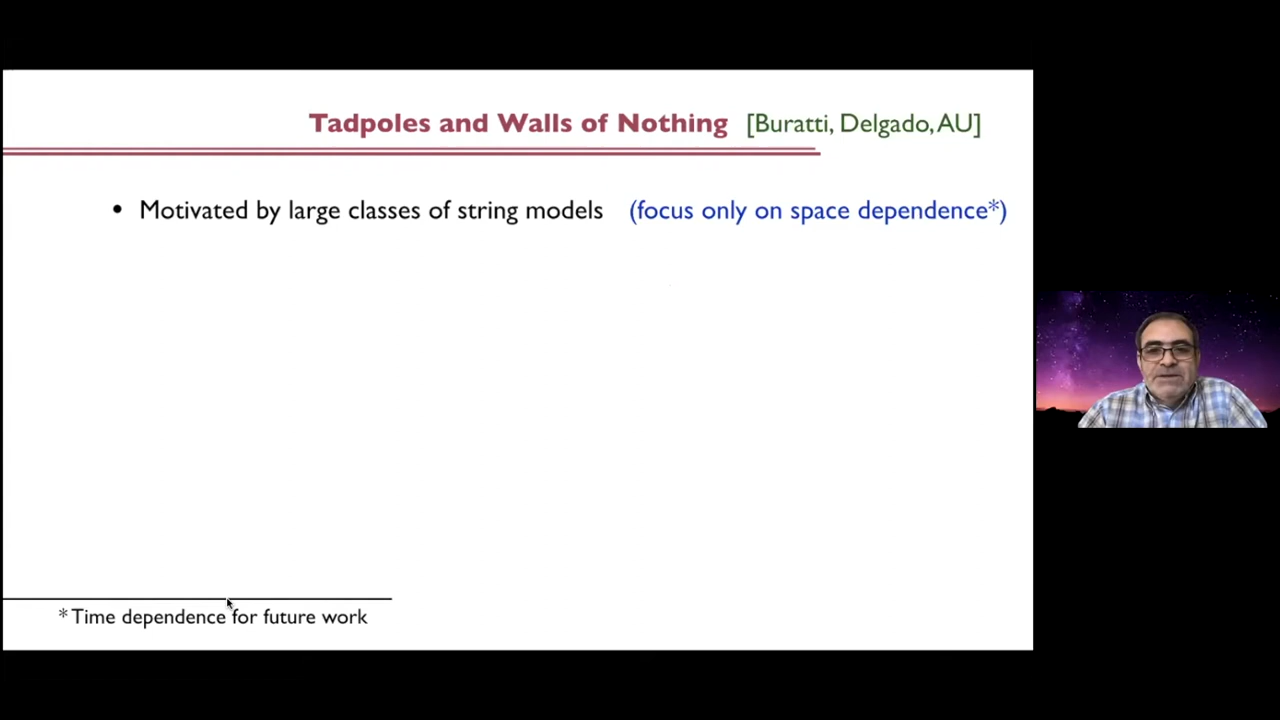 Tadpoles and Walls of Nothing [Buratti, Delgado, AU]
• Motivated by large classes of string models (focus only on space dependence*)
* Time dependence for future work